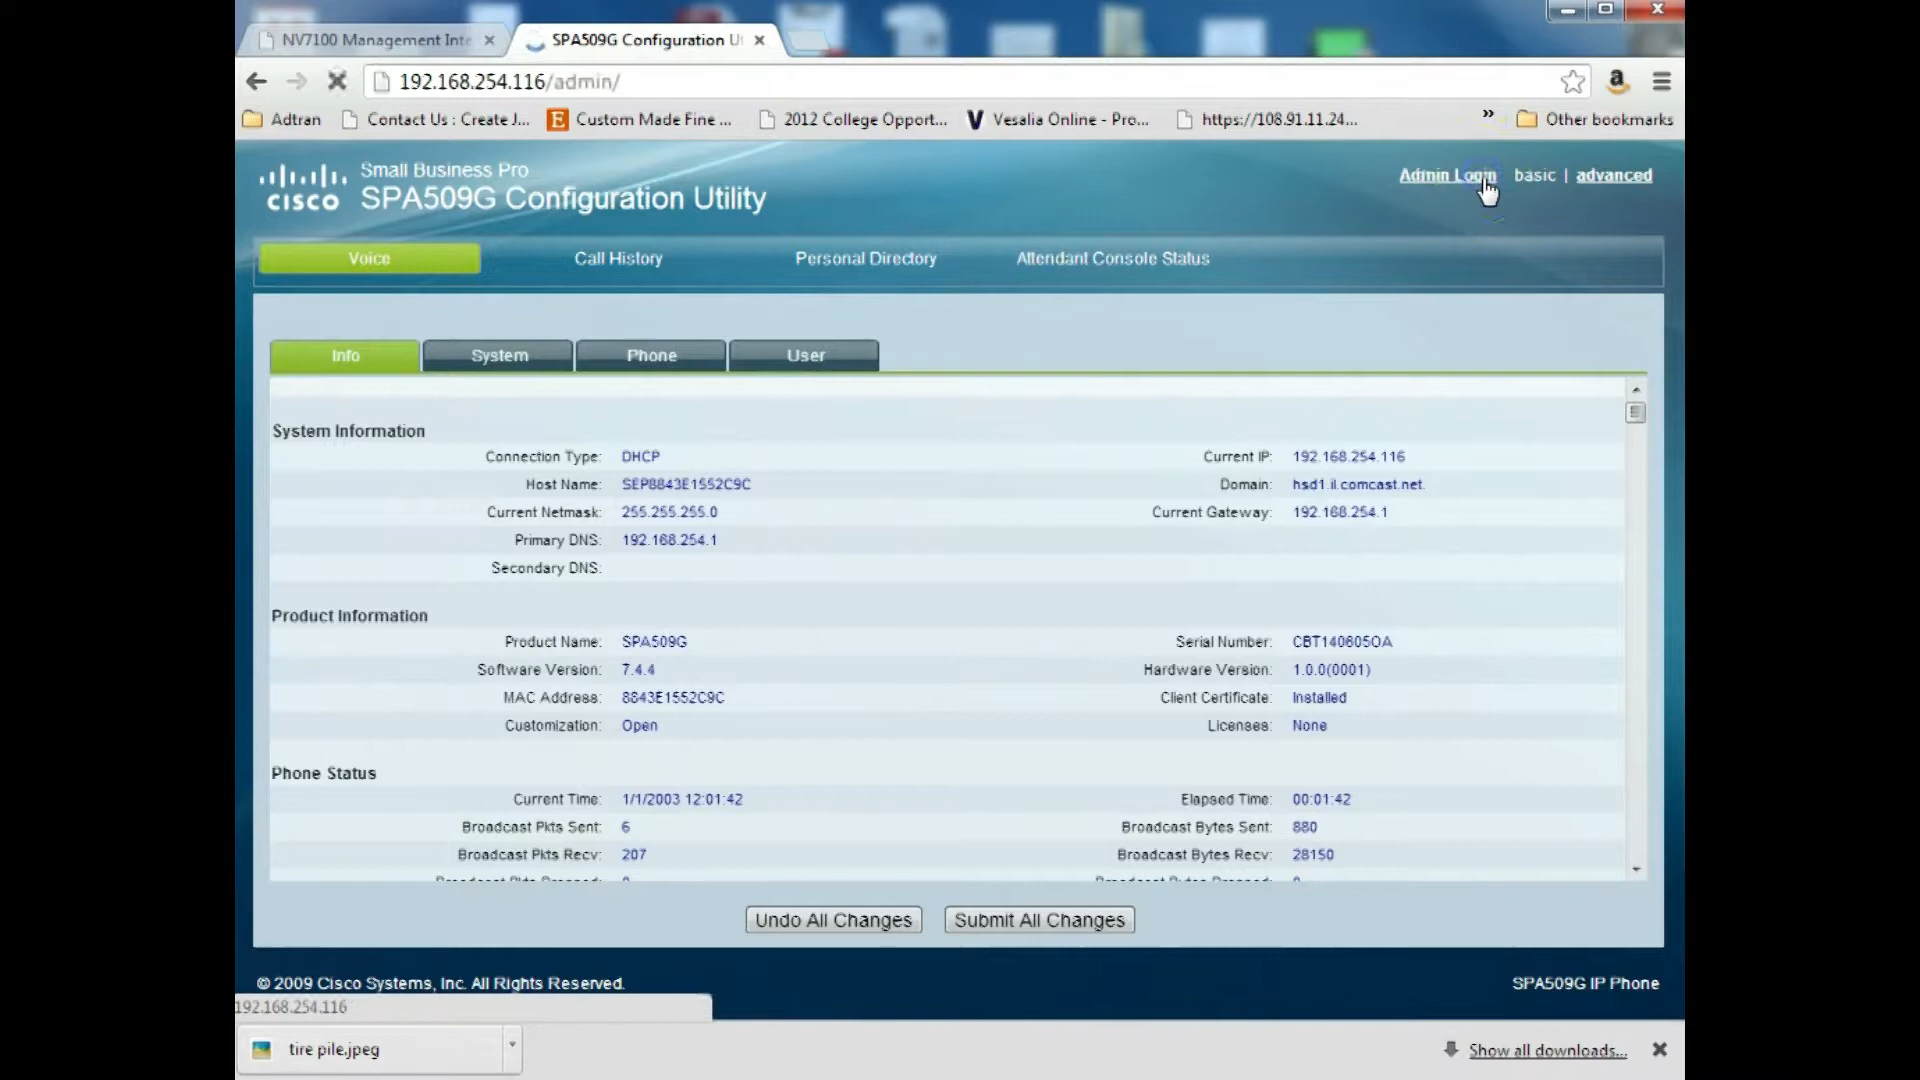 NV7100 Management Inte
SPA509G Configuration U
192.168.254.116/admin/
Adtran
Contact Us : Create J...
Custom Made Fine ...
2012 College Opport...
Vesalia Online - Pro...
https://108.91.11.24...
»
Other bookmarks
CISCO
Small Business Pro
SPA509G Configuration Utility
Admin Login basic | advanced
Voice Call History Personal Directory Attendant Console Status
Info System Phone User
System Information
Connection Type: DHCP Current IP: 192.168.254.116
Host Name: SEP8843E1552C9C Domain: hsd1.il.comcast.net.
Current Netmask: 255.255.255.0 Current Gateway: 192.168.254.1
Primary DNS: 192.168.254.1
Secondary DNS:
Product Information
Product Name: SPA509G Serial Number: CBT140605OA
Software Version: 7.4.4 Hardware Version: 1.0.0(0001)
MAC Address: 8843E1552C9C Client Certificate: Installed
Customization: Open Licenses: None
Phone Status
Current Time: 1/1/2003 12:01:42 Elapsed Time: 00:01:42
Broadcast Pkts Sent: 6 Broadcast Bytes Sent: 880
Broadcast Pkts Recv: 207 Broadcast Bytes Recv: 28150
Undo All Changes Submit All Changes
© 2009 Cisco Systems, Inc. All Rights Reserved. SPA509G IP Phone
192.168.254.116
tire pile.jpeg
Show all downloads...